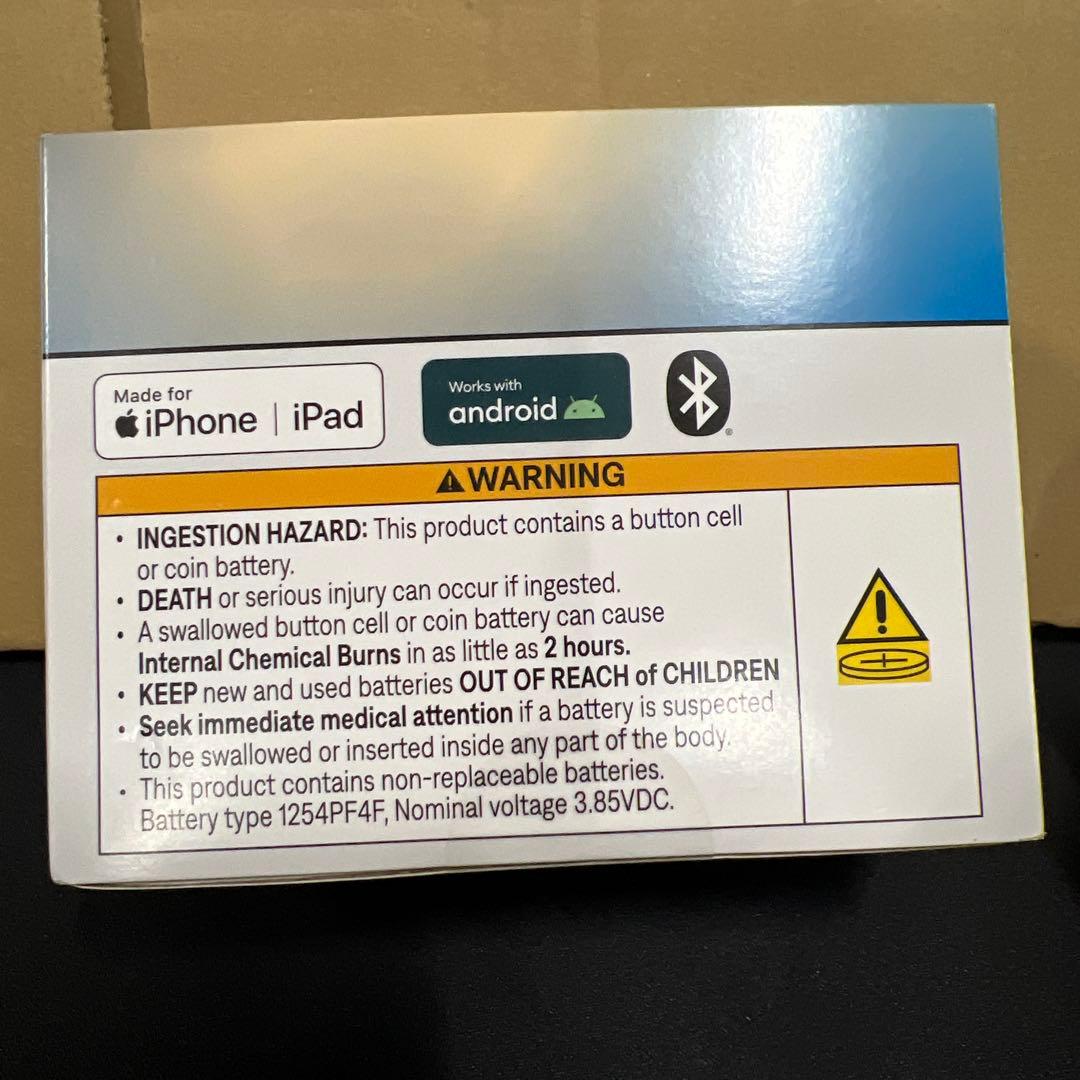 Made for
iPhone | iPad
Works with
android
®
WARNING
• INGESTION HAZARD: This product contains a button cell
or coin battery.
• DEATH or serious injury can occur if ingested.
• A swallowed button cell or coin battery can cause
Internal Chemical Burns in as little as 2 hours.
• KEEP new and used batteries OUT OF REACH of CHILDREN
• Seek immediate medical attention if a battery is suspected
to be swallowed or inserted inside any part of the body.
• This product contains non-replaceable batteries.
Battery type 1254PF4F, Nominal voltage 3.85VDC.